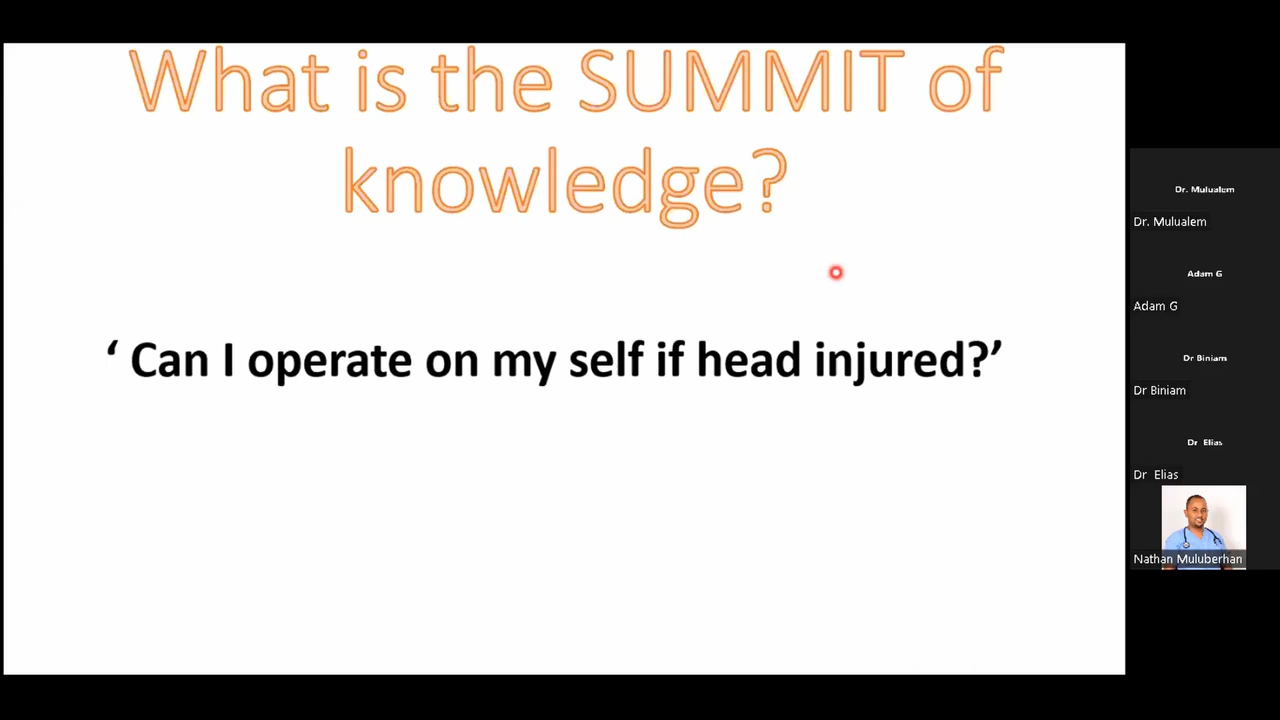 What is the SUMMIT of
knowledge?
‘ Can I operate on my self if head injured?’
Dr. Mulualem
Dr. Mulualem
Adam G
Adam G
Dr Biniam
Dr Biniam
Dr Elias
Dr Elias
Nathan Muluberhan